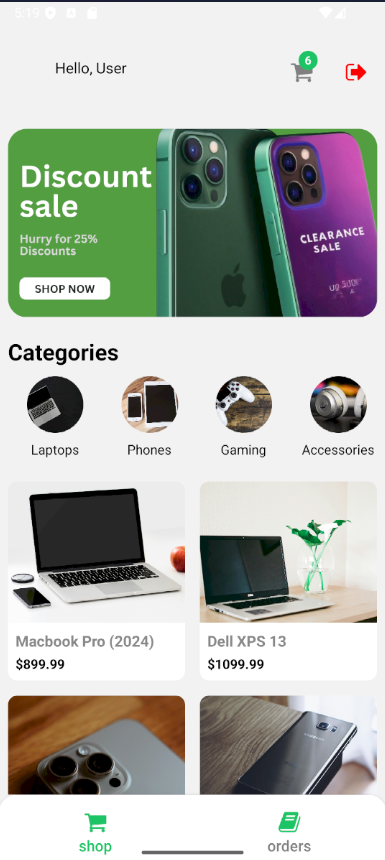 5:19
Hello, User
6
Discount
sale
Hurry for 25%
Discounts
SHOP NOW
CLEARANCE
SALE
Categories
Laptops
Phones
Gaming
Accessories
Macbook Pro (2024)
$899.99
Dell XPS 13
$1099.99
shop
orders